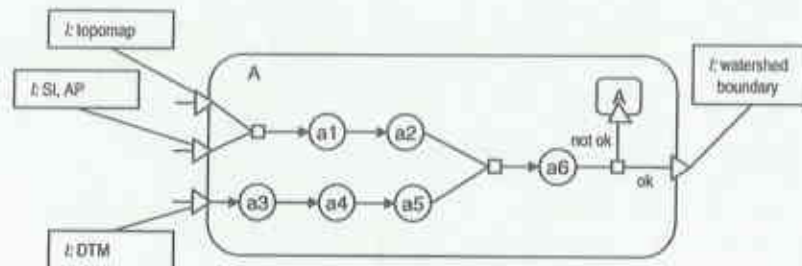 I: topomap
I: SI, AP
I: DTM
A
a1
a2
a3
a4
a5
a6
A
not ok
ok
I: watershed
boundary